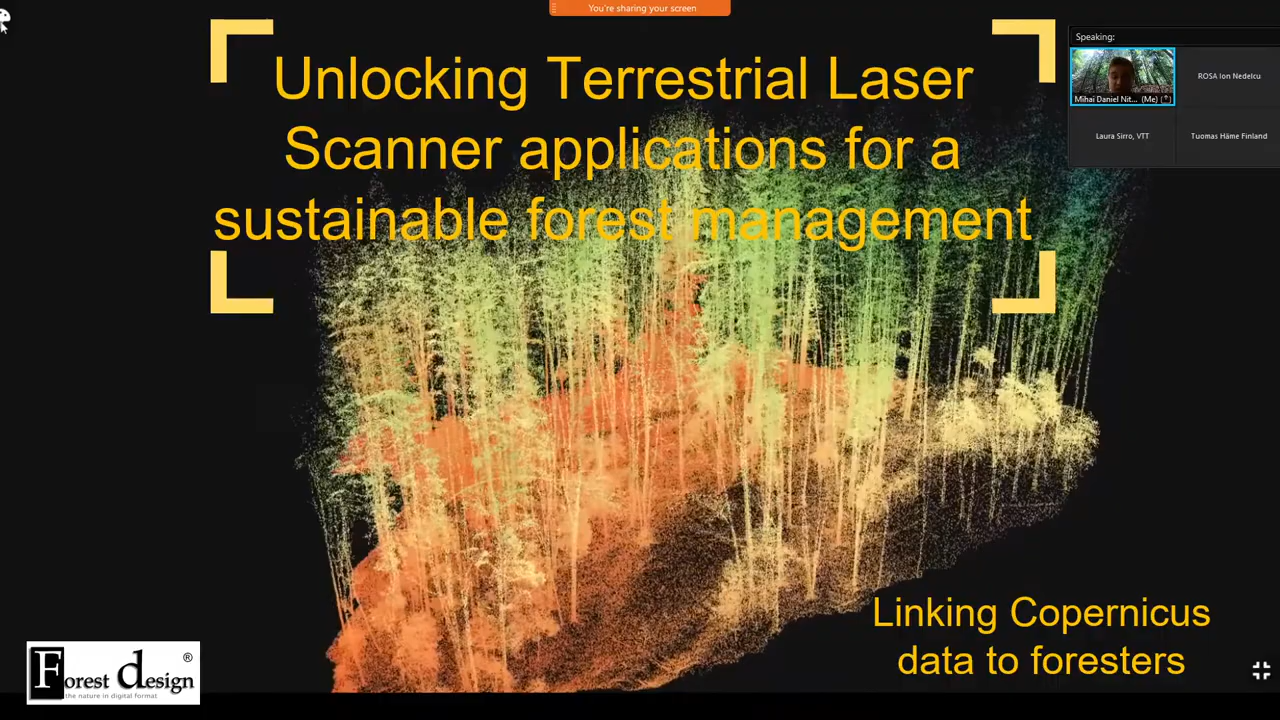 You're sharing your screen
Speaking:
Mihai Daniel Nit... (Me)
ROSA Ion Nedelcu
Laura Sirro, VTT
Tuomas Häme Finland
Unlocking Terrestrial Laser
Scanner applications for a
sustainable forest management
Linking Copernicus
data to foresters
Forest design ®
the nature in digital format